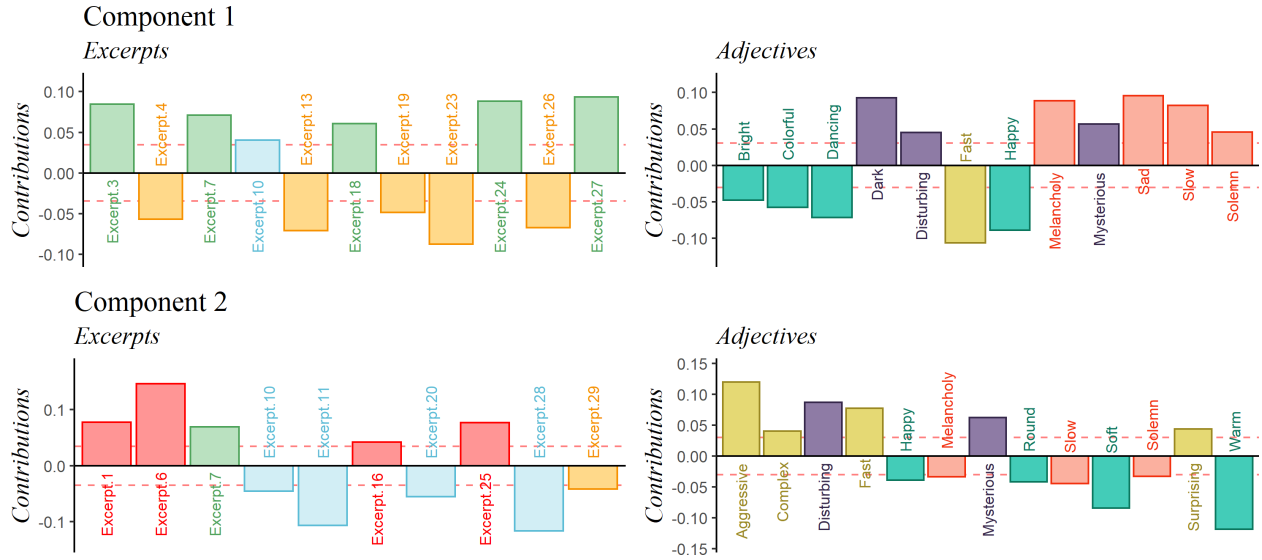 Component 1
Excerpts
Contributions
0.10
0.05
0.00
-0.05
-0.10
Excerpt.3
Excerpt.4
Excerpt.7
Excerpt.10
Excerpt.13
Excerpt.18
Excerpt.19
Excerpt.23
Excerpt.24
Excerpt.26
Excerpt.27
Adjectives
Contributions
0.10
0.05
0.00
-0.05
-0.10
Bright
Colorful
Dancing
Dark
Disturbing
Fast
Happy
Melancholy
Mysterious
Sad
Slow
Solemn
Component 2
Excerpts
Contributions
0.1
0.0
-0.1
Excerpt.1
Excerpt.6
Excerpt.7
Excerpt.10
Excerpt.11
Excerpt.16
Excerpt.20
Excerpt.25
Excerpt.28
Excerpt.29
Adjectives
Contributions
0.15
0.10
0.05
0.00
-0.05
-0.10
-0.15
Aggressive
Complex
Disturbing
Fast
Happy
Melancholy
Mysterious
Round
Slow
Soft
Solemn
Surprising
Warm